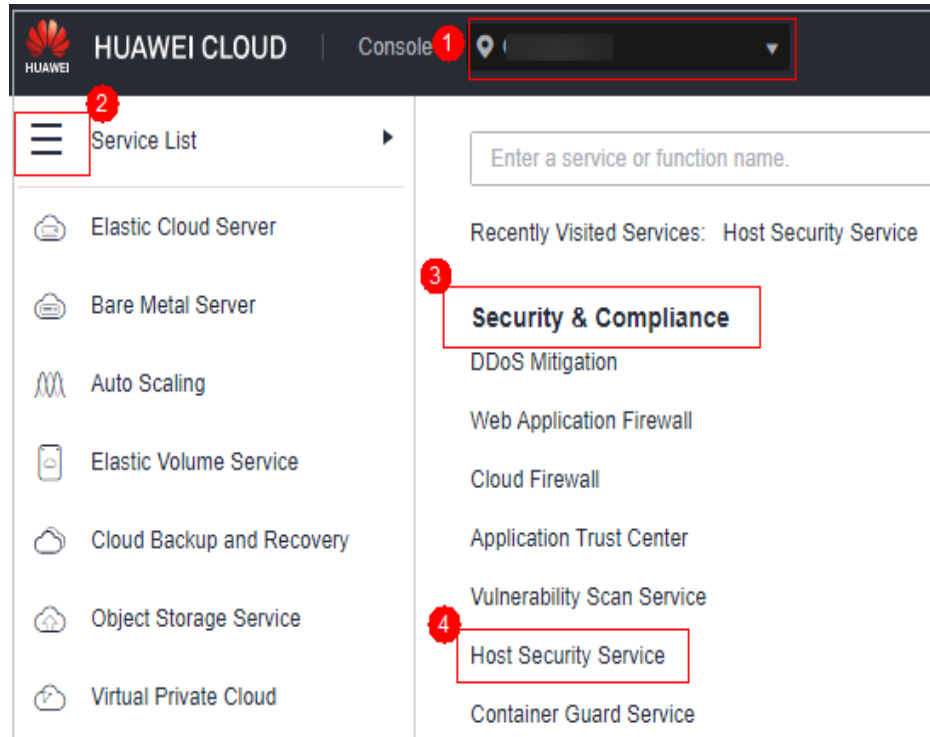 HUAWEI
HUAWEI CLOUD
Console
1
2
Service List
Elastic Cloud Server
Bare Metal Server
Auto Scaling
Elastic Volume Service
Cloud Backup and Recovery
Object Storage Service
Virtual Private Cloud
Enter a service or function name.
Recently Visited Services: Host Security Service
3
Security & Compliance
DDoS Mitigation
Web Application Firewall
Cloud Firewall
Application Trust Center
Vulnerability Scan Service
4
Host Security Service
Container Guard Service